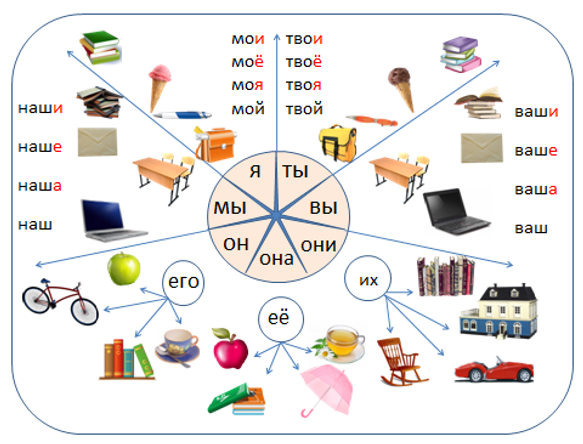 мои твои
моё твоё
моя твоя
мой твой
наши
наше
наша
наш
ваши
ваше
ваша
ваш
я ты
мы вы
он она они
его
её
их